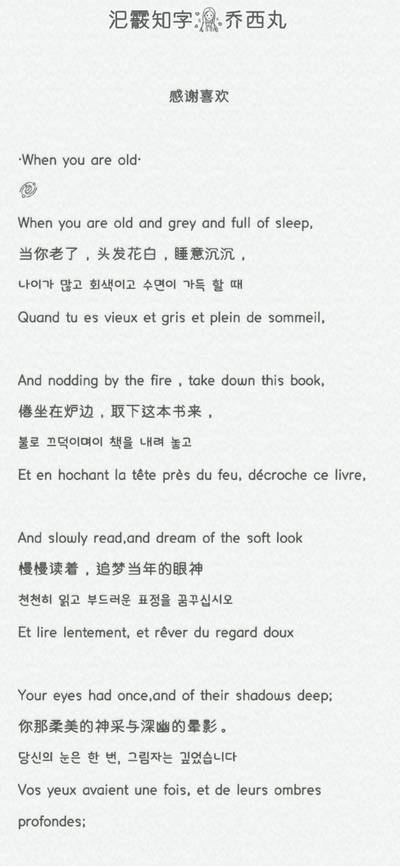 汜霰知字 乔西丸
感谢喜欢
·When you are old·
When you are old and grey and full of sleep,
当你老了，头发花白，睡意沉沉，
나이가 많고 회색이고 수면이 가득 할 때
Quand tu es vieux et gris et plein de sommeil,
And nodding by the fire , take down this book,
倦坐在炉边，取下这本书来，
불로 끄덕이며이 책을 내려 놓고
Et en hochant la tête près du feu, décroche ce livre,
And slowly read,and dream of the soft look
慢慢读着，追梦当年的眼神
천천히 읽고 부드러운 표정을 꿈꾸십시오
Et lire lentement, et rêver du regard doux
Your eyes had once,and of their shadows deep;
你那柔美的神采与深幽的晕影。
당신의 눈은 한 번, 그림자는 깊었습니다
Vos yeux avaient une fois, et de leurs ombres
profondes;